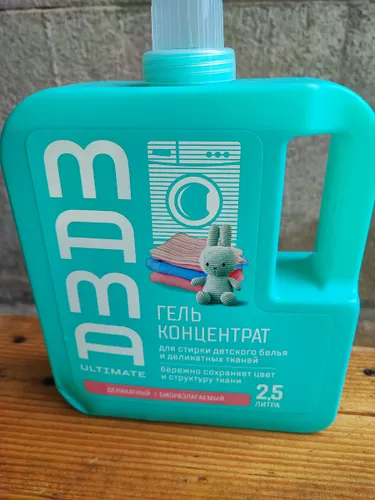 MAMA
ULTIMATE
ГЕЛЬ
КОНЦЕНТРАТ
для стирки детского белья
и деликатных тканей
бережно сохраняет цвет
и структуру ткани
ДЕЛИКАТНЫЙ БИОРАЗЛАГАЕМЫЙ
2,5
ЛИТРА